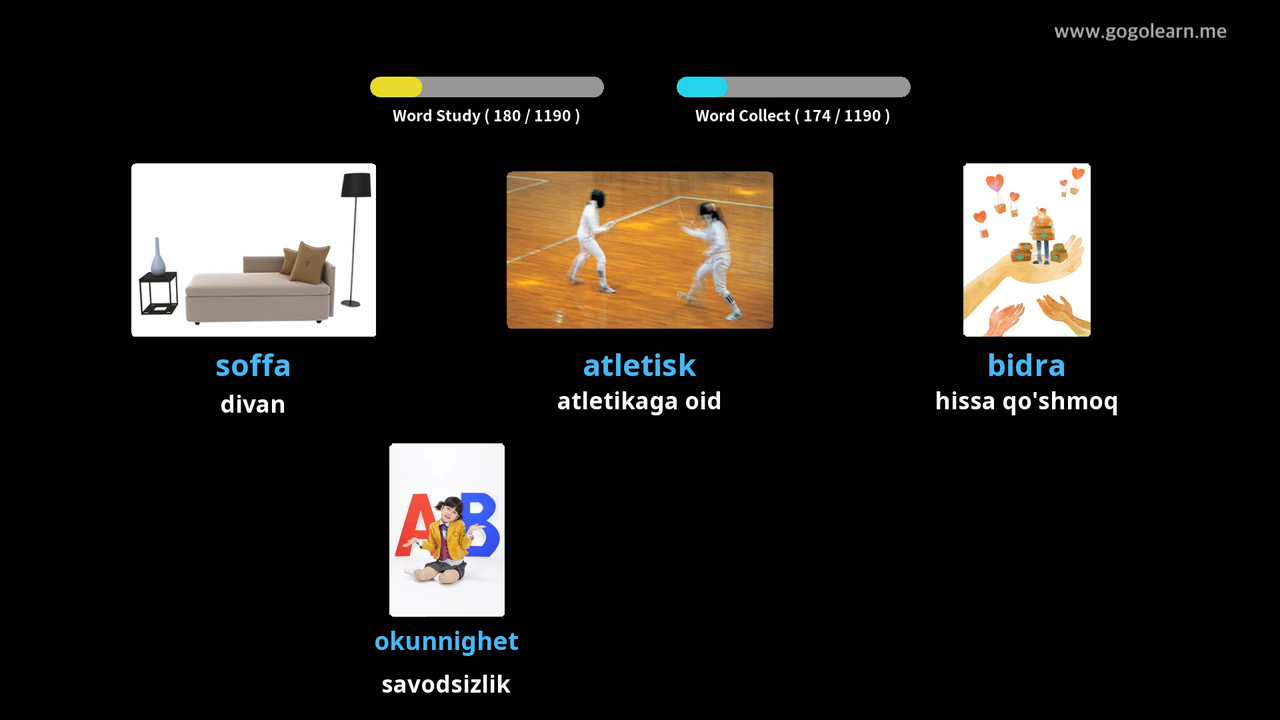 www.gogolearn.me
Word Study ( 180 / 1190 )
Word Collect ( 174 / 1190 )
soffa
divan
atletisk
atletikaga oid
bidra
hissa qo'shmoq
AB
okunnighet
savodsizlik